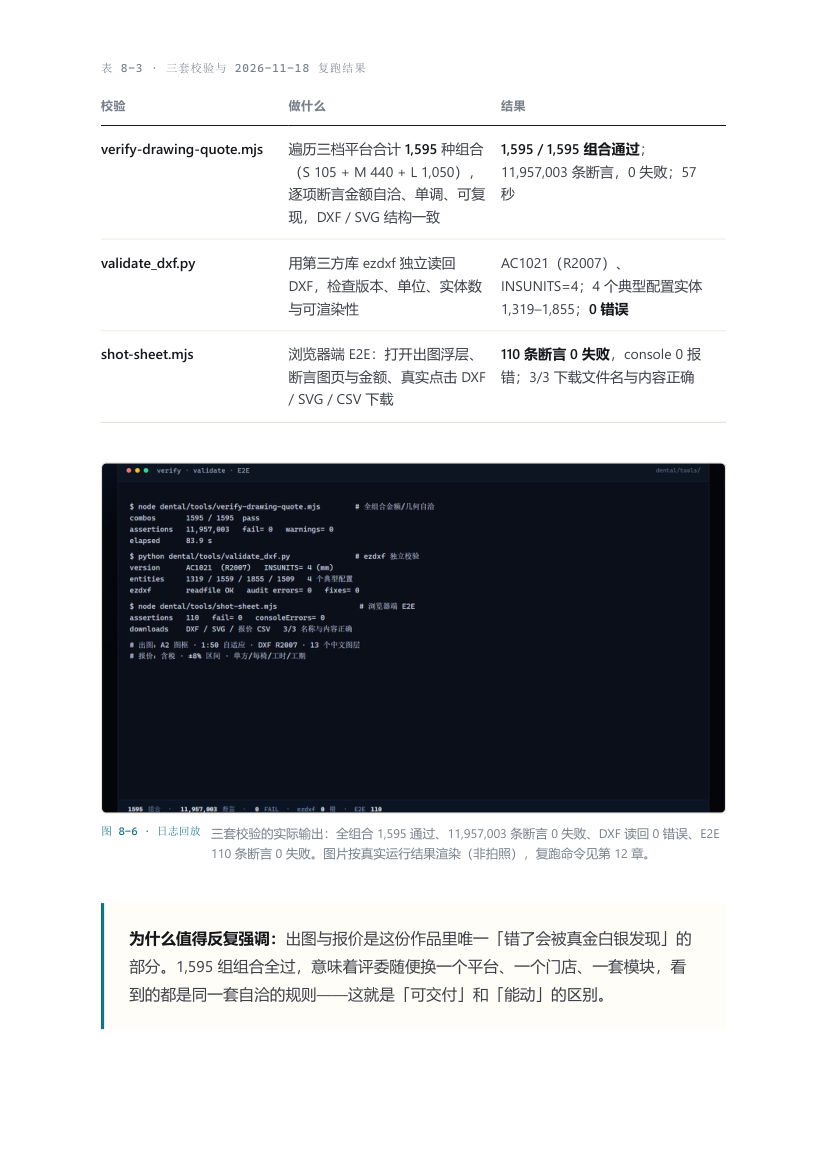 表 8-3 · 三套校验与 2026-11-18 复跑结果
校验 做什么 结果
verify-drawing-quote.mjs
遍历三档平台合计 1,595 种组合
（S 105 + M 440 + L 1,050），
逐项断言金额自洽、单调、可复
现，DXF / SVG 结构一致
1,595 / 1,595 组合通过；
11,957,003 条断言，0 失败；57
秒
validate_dxf.py
用第三方库 ezdxf 独立读回
DXF，检查版本、单位、实体数
与可渲染性
AC1021（R2007）、
INSUNITS=4；4 个典型配置实体
1,319–1,855；0 错误
shot-sheet.mjs
浏览器端 E2E：打开出图浮层、
断言图页与金额、真实点击 DXF
/ SVG / CSV 下载
110 条断言 0 失败，console 0 报
错；3/3 下载文件名与内容正确
verify · validate · E2E dental/tools/
$ node dental/tools/verify-drawing-quote.mjs # 全组合金额/几何自洽
combos 1595 / 1595 pass
assertions 11,957,003 fail= 0 warnings= 0
elapsed 83.9 s
$ python dental/tools/validate_dxf.py # ezdxf 独立校验
version AC1021 (R2007) INSUNITS= 4 (mm)
entities 1319 / 1559 / 1855 / 1509 4 个典型配置
ezdxf readfile OK audit errors= 0 fixes= 0
$ node dental/tools/shot-sheet.mjs # 浏览器端 E2E
assertions 110 fail= 0 consoleErrors= 0
downloads DXF / SVG / 报价 CSV 3/3 名称与内容正确
# 出图：A2 图框 · 1:50 自适应 · DXF R2007 · 13 个中文图层
# 报价：含税 · ±8% 区间 · 单方/每椅/工时/工期
1595 组合 · 11,957,003 断言 · 0 FAIL · ezdxf 0 错 · E2E 110
图 8-6 · 日志回放 三套校验的实际输出：全组合 1,595 通过、11,957,003 条断言 0 失败、DXF 读回 0 错误、E2E
110 条断言 0 失败。图片按真实运行结果渲染（非拍照），复跑命令见第 12 章。
为什么值得反复强调：出图与报价是这份作品里唯一「错了会被真金白银发现」的
部分。1,595 组组合全过，意味着评委随便换一个平台、一个门店、一套模块，看
到的都是同一套自洽的规则——这就是「可交付」和「能动」的区别。